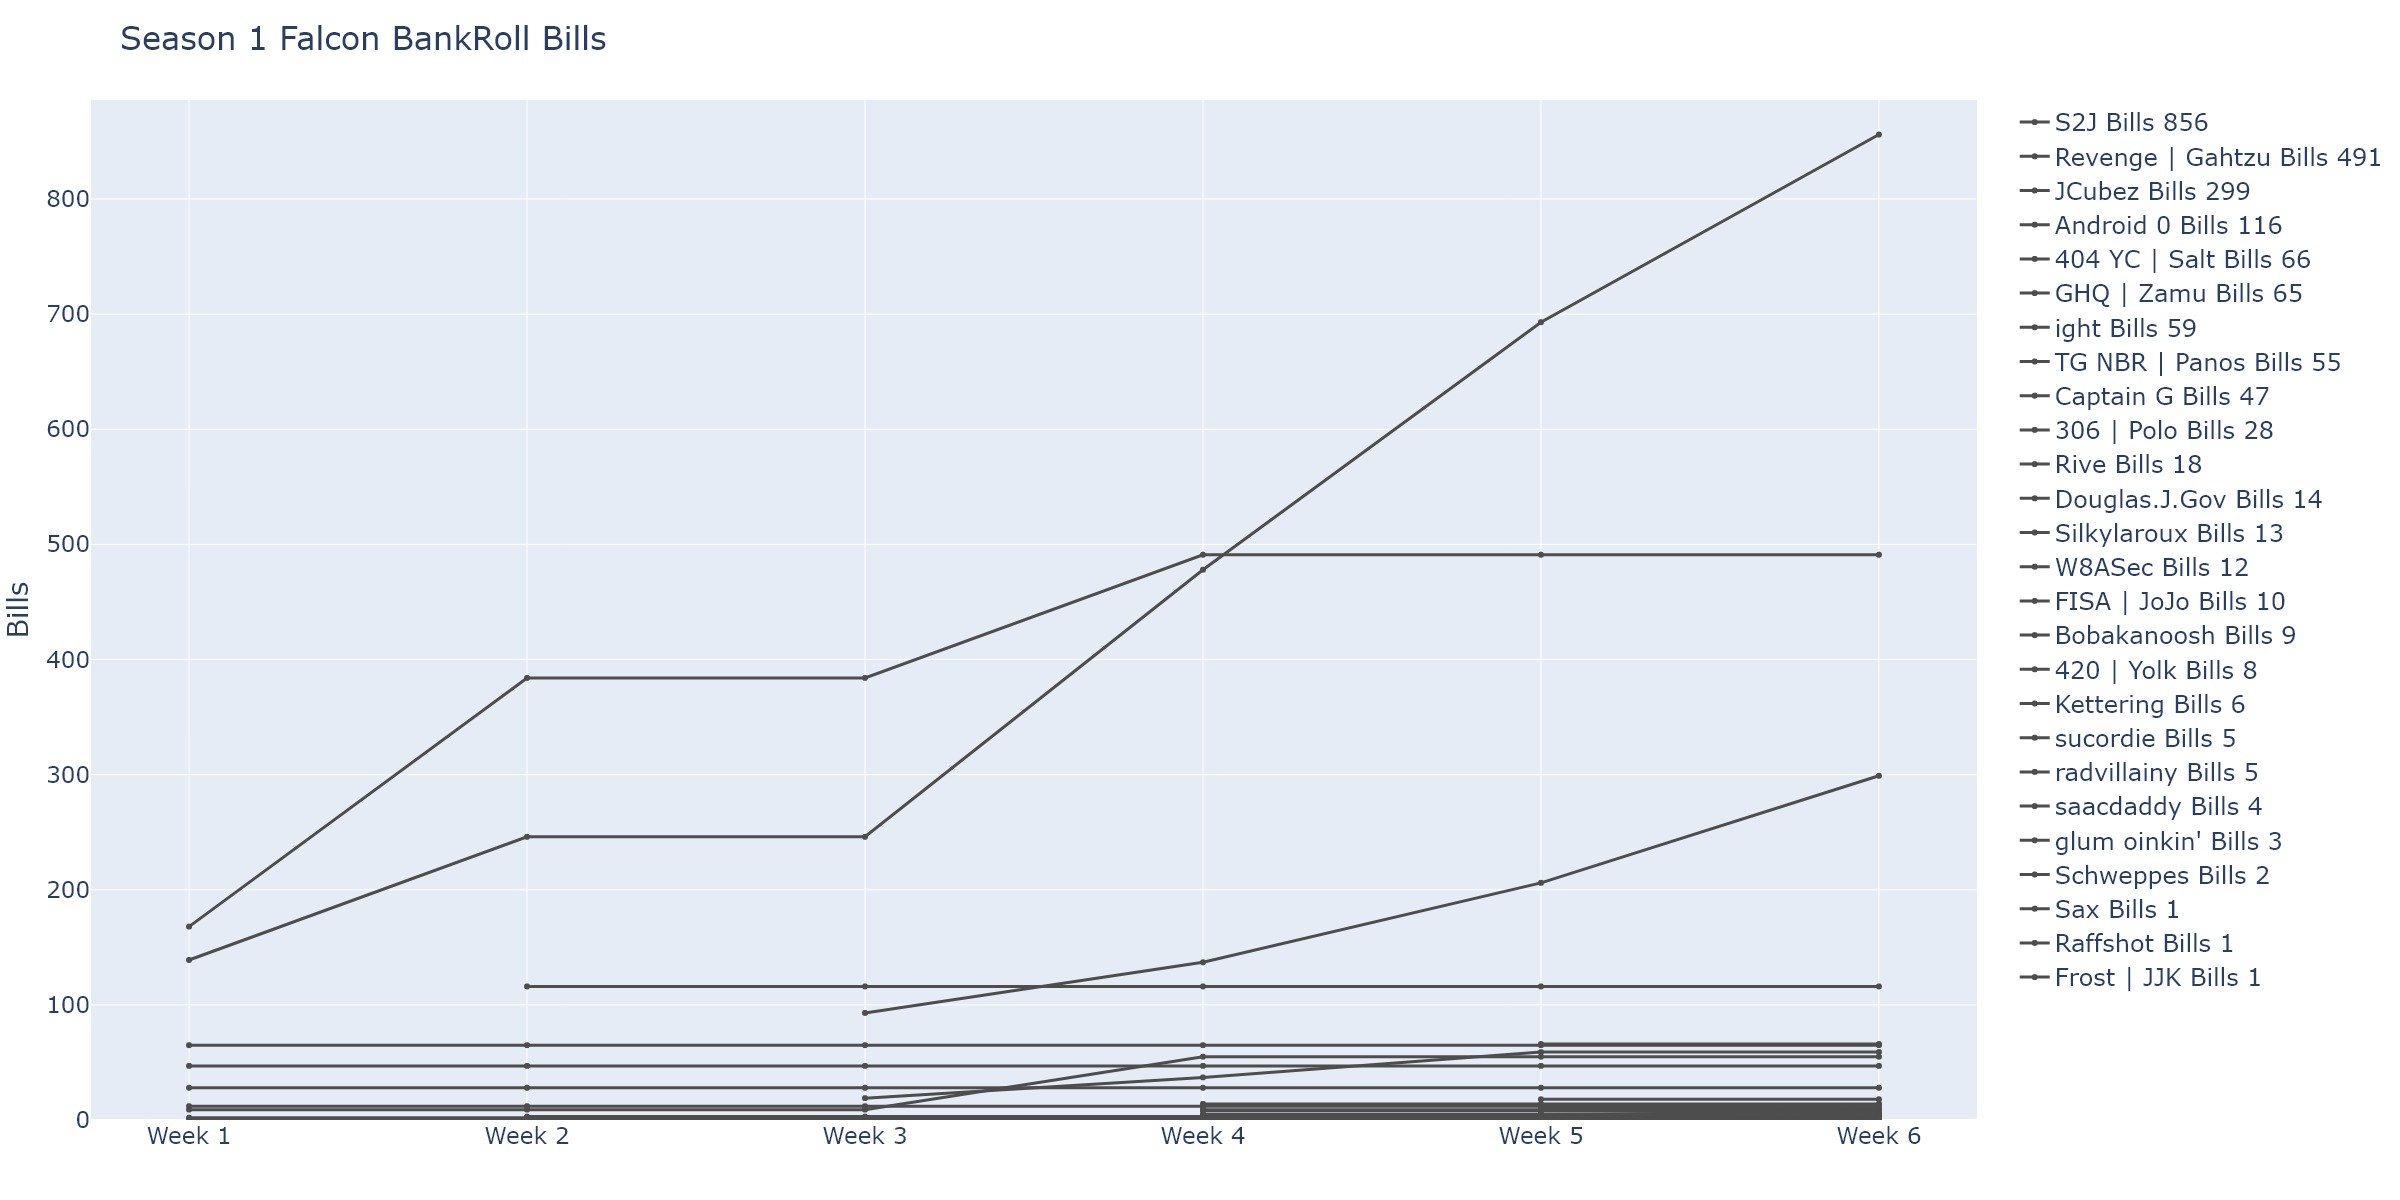 Season 1 Falcon BankRoll Bills
Bills
800
700
600
500
400
300
200
100
0
Week 1
Week 2
Week 3
Week 4
Week 5
Week 6
S2J Bills 856
Revenge | Gahtzu Bills 491
JCubez Bills 299
Android 0 Bills 116
404 YC | Salt Bills 66
GHQ | Zamu Bills 65
ight Bills 59
TG NBR | Panos Bills 55
Captain G Bills 47
306 | Polo Bills 28
Rive Bills 18
Douglas.J.Gov Bills 14
Silkylaroux Bills 13
W8ASec Bills 12
FISA | JoJo Bills 10
Bobakanoosh Bills 9
420 | Yolk Bills 8
Kettering Bills 6
sucordie Bills 5
radvillainy Bills 5
saacdaddy Bills 4
glum oinkin' Bills 3
Schweppes Bills 2
Sax Bills 1
Raffshot Bills 1
Frost | JJK Bills 1